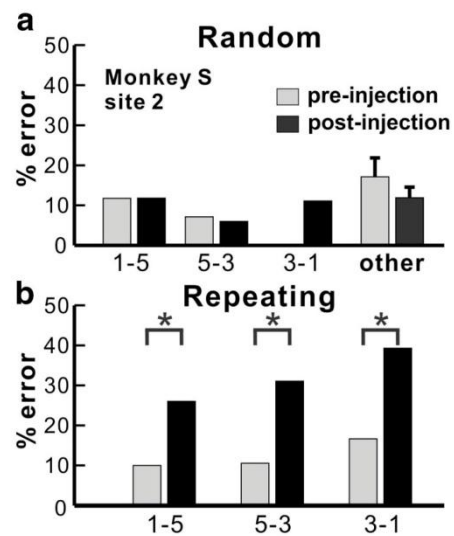 a
Random
50
40
30
20
10
0
% error
Monkey S
site 2
pre-injection
post-injection
1-5 5-3 3-1 other
b
Repeating
50
40
30
20
10
0
% error
* * *
1-5 5-3 3-1